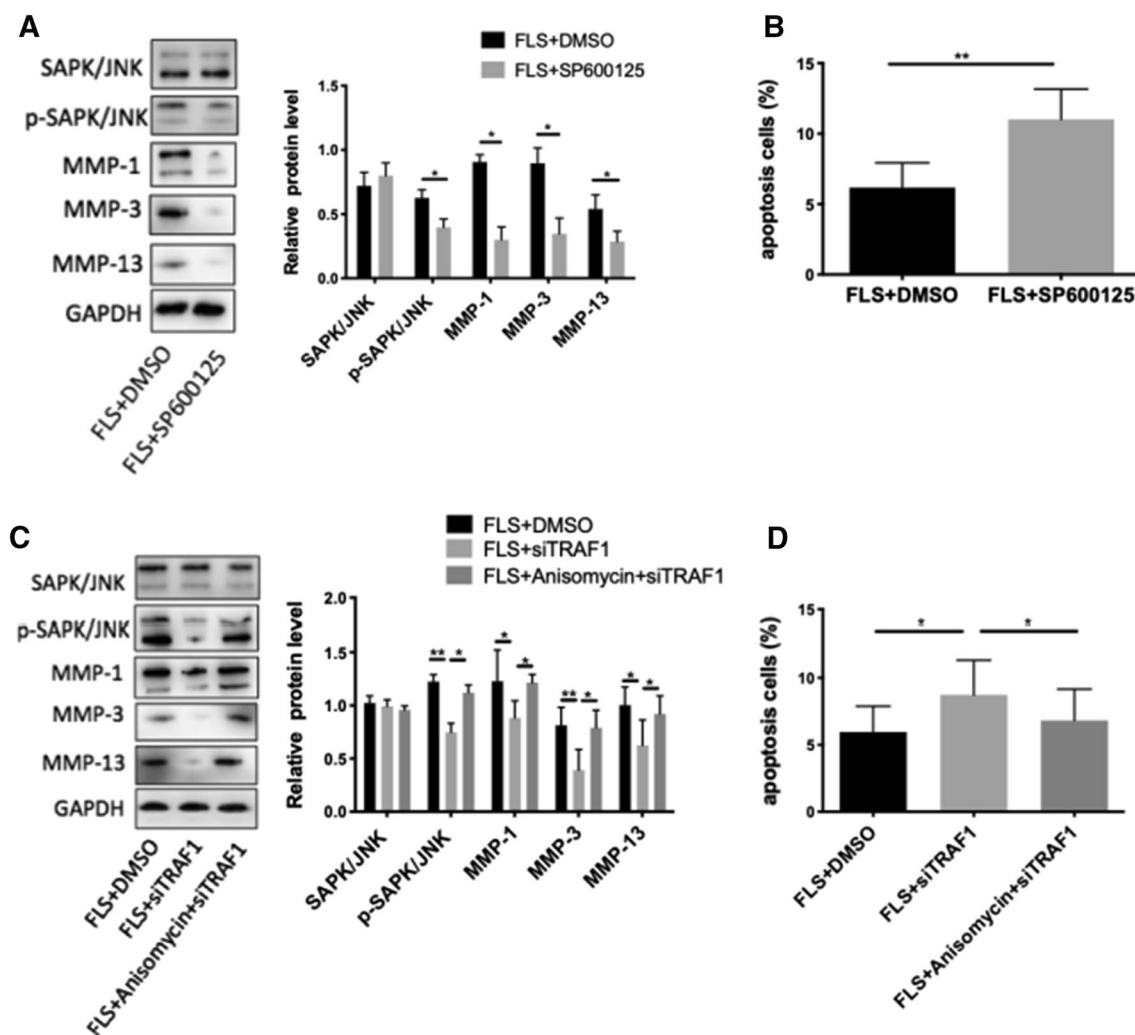 A
SAPK/JNK
p-SAPK/JNK
MMP-1
MMP-3
MMP-13
GAPDH
FLS+DMSO
FLS+SP600125
FLS+DMSO
FLS+SP600125
Relative protein level
1.5
1.0
0.5
0.0
*
*
*
*
SAPK/JNK
p-SAPK/JNK
MMP-1
MMP-3
MMP-13
B
apoptosis cells (%)
15
10
5
0
**
FLS+DMSO
FLS+SP600125
C
SAPK/JNK
p-SAPK/JNK
MMP-1
MMP-3
MMP-13
GAPDH
FLS+DMSO
FLS+siTRAF1
FLS+Anisomycin+siTRAF1
FLS+DMSO
FLS+siTRAF1
FLS+Anisomycin+siTRAF1
Relative protein level
2.0
1.5
1.0
0.5
0.0
** *
* *
** *
* *
SAPK/JNK
p-SAPK/JNK
MMP-1
MMP-3
MMP-13
D
apoptosis cells (%)
15
10
5
0
* *
FLS+DMSO
FLS+siTRAF1
FLS+Anisomycin+siTRAF1